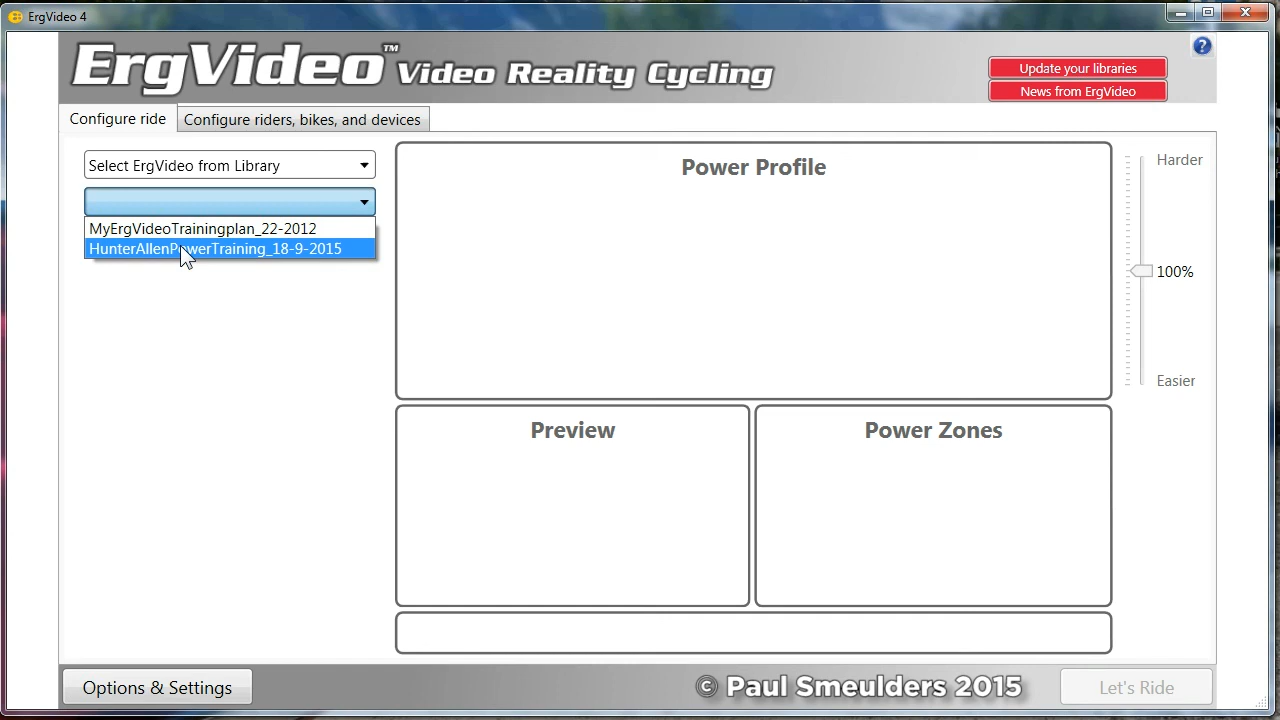 ErgVideo 4
ErgVideo™ Video Reality Cycling
?
Update your libraries
News from ErgVideo
Configure ride
Configure riders, bikes, and devices
Select ErgVideo from Library
MyErgVideoTrainingplan_22-2012
HunterAllenPowerTraining_18-9-2015
Power Profile
Harder
100%
Easier
Preview
Power Zones
Options & Settings
© Paul Smeulders 2015
Let's Ride